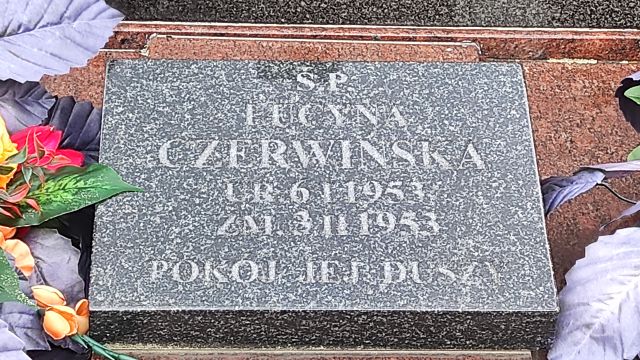 Ś.P.
LUCYNA
CZERWIŃSKA
UR. 6 I 1953
ZM. 3 II 1953
POKÓJ JEJ DUSZY